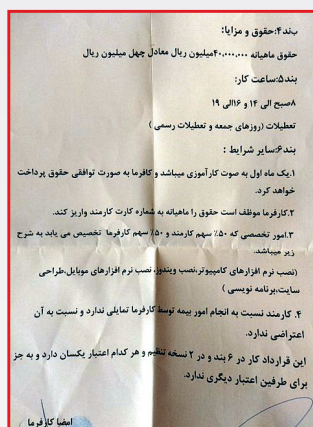 بند۴:حقوق و مزایا:
حقوق ماهیانه ۴۰,۰۰۰,۰۰۰میلیون ریال معادل چهل میلیون ریال
بند۵:ساعت کار:
۸صبح الی ۱۴ و ۱۶الی ۱۹
تعطیلات (روزهای جمعه و تعطیلات رسمی )
بند۶:سایر شرایط :
۱.یک ماه اول به صوت کارآموزی میباشد و کافرما به صورت توافقی حقوق پرداخت
خواهد کرد.
۲.کارفرما موظف است حقوق را ماهیانه به شماره کارت کارمند واریز کند.
۳.امور تخصصی که ۵۰٪ سهم کارمند و ۵۰٪ سهم کارفرما تخصیص می یابد به شرح
زیر میباشد.
(نصب نرم افزارهای کامپیوتر،نصب ویندوز،نصب نرم افزارهای موبایل،طراحی
سایت،برنامه نویسی )
۴. کارمند نسبت به انجام امور بیمه توسط کارفرما تمایلی ندارد و نسبت به آن
اعتراضی ندارد.
این قرارداد کار در ۶ بند و در ۲ نسخه تنظیم و هر کدام اعتبار یکسان دارد و به جز
برای طرفین اعتبار دیگری ندارد.
امضا کارفرما